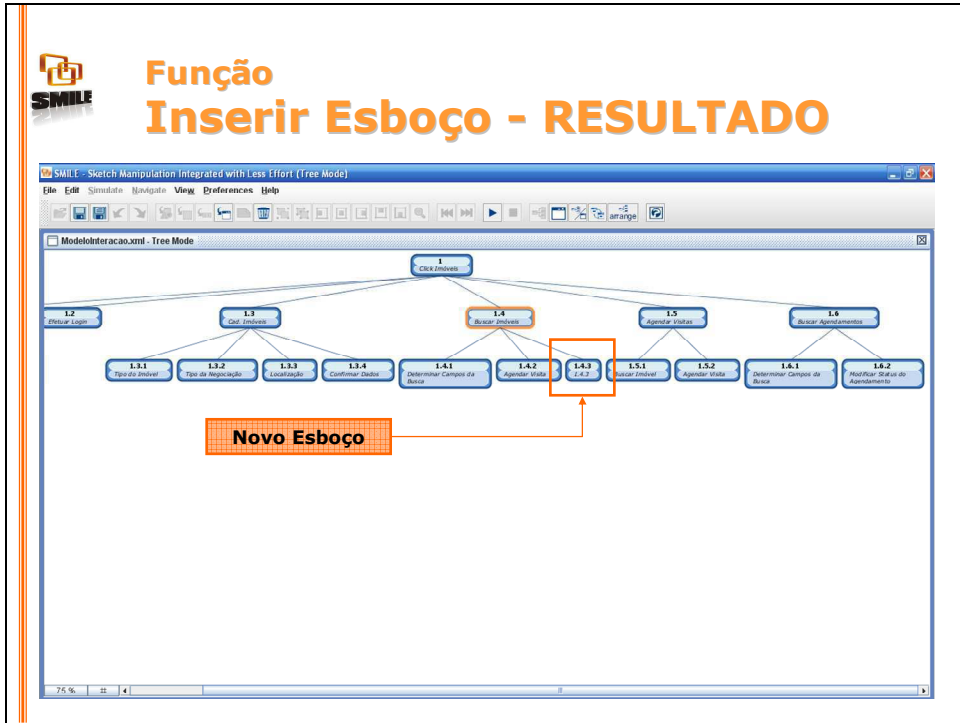 SMILE
Função
Inserir Esboço - RESULTADO
SMILE - Sketch Manipulation Integrated with Less Effort (Tree Mode)
File Edit Simulate Navigate View Preferences Help
arrange
ModeloInteracao.xml - Tree Mode
1
Click Imóveis
1.2
Efetuar Login
1.3
Cad. Imóveis
1.4
Buscar Imóveis
1.5
Agendar Visitas
1.6
Buscar Agendamentos
1.3.1
Tipo do Imóvel
1.3.2
Tipo da Negociação
1.3.3
Localização
1.3.4
Confirmar Dados
1.4.1
Determinar Campos da
Busca
1.4.2
Agendar Visita
1.4.3
1.4.3
1.5.1
Buscar Imóvel
1.5.2
Agendar Visita
1.6.1
Determinar Campos da
Busca
1.6.2
Modificar Status do
Agendamento
Novo Esboço
75 %